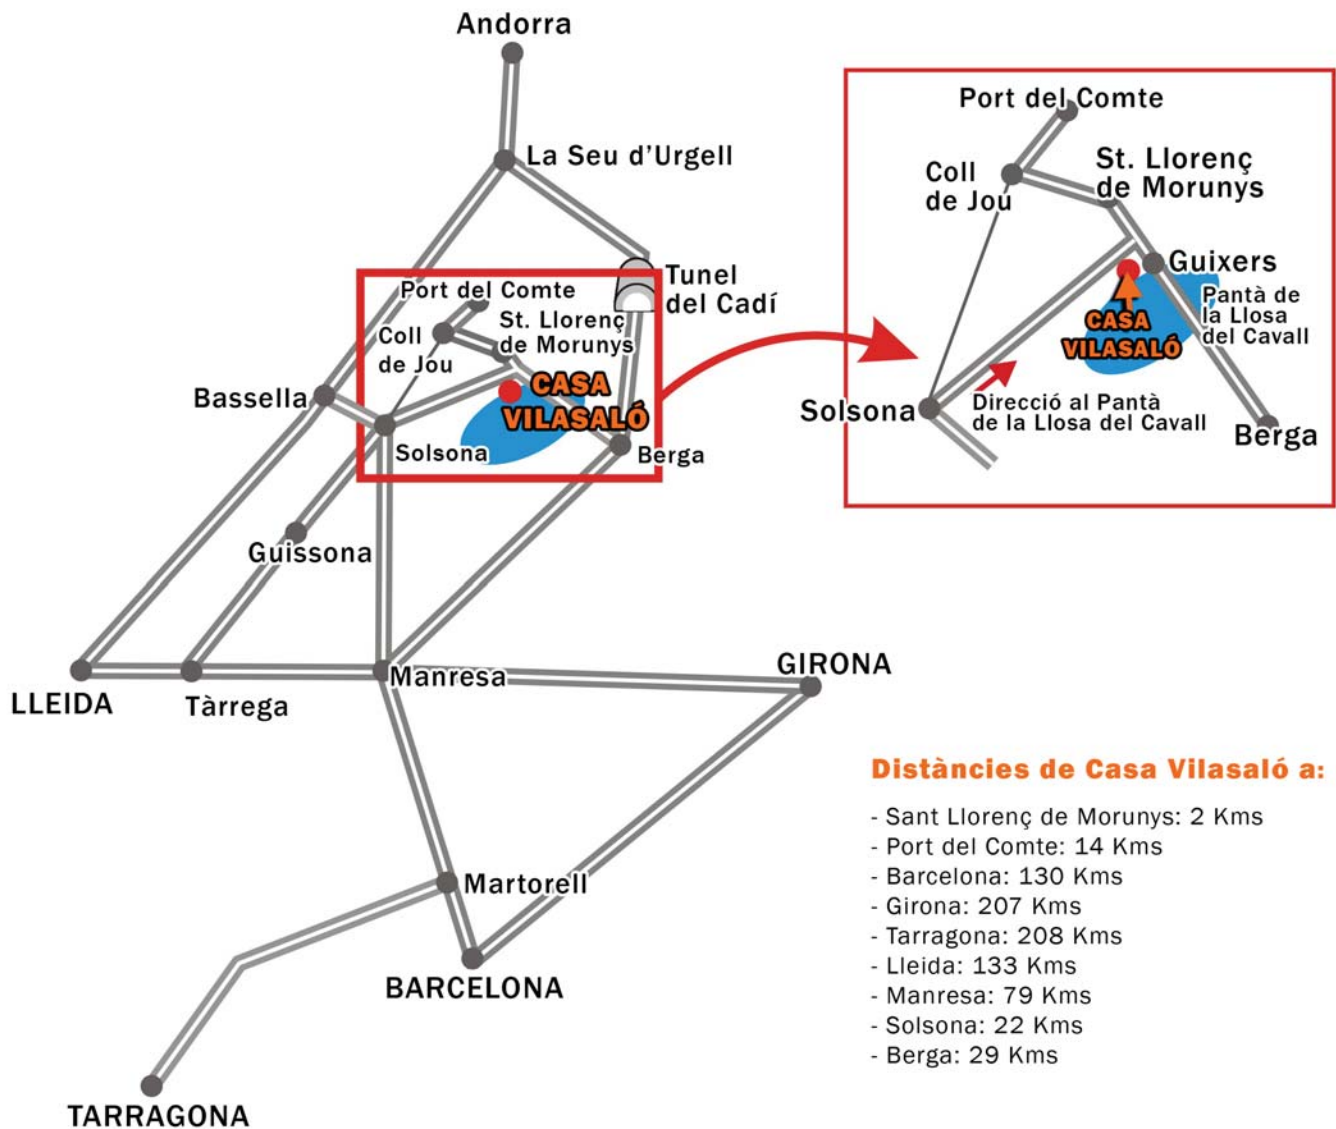 Andorra
La Seu d'Urgell
Tunel
del Cadí
Port del Comte
St. Llorenç
de Morunys
Coll
de Jou
CASA
VILASALÓ
Bassella
Solsona
Berga
Guissona
LLEIDA
Tàrrega
Manresa
GIRONA
Martorell
BARCELONA
TARRAGONA
Port del Comte
St. Llorenç
de Morunys
Coll
de Jou
Guixers
Pantà de
la Llosa
del Cavall
CASA
VILASALÓ
Solsona
Direcció al Pantà
de la Llosa del Cavall
Berga
Distàncies de Casa Vilasaló a:
- Sant Llorenç de Morunys: 2 Kms
- Port del Comte: 14 Kms
- Barcelona: 130 Kms
- Girona: 207 Kms
- Tarragona: 208 Kms
- Lleida: 133 Kms
- Manresa: 79 Kms
- Solsona: 22 Kms
- Berga: 29 Kms